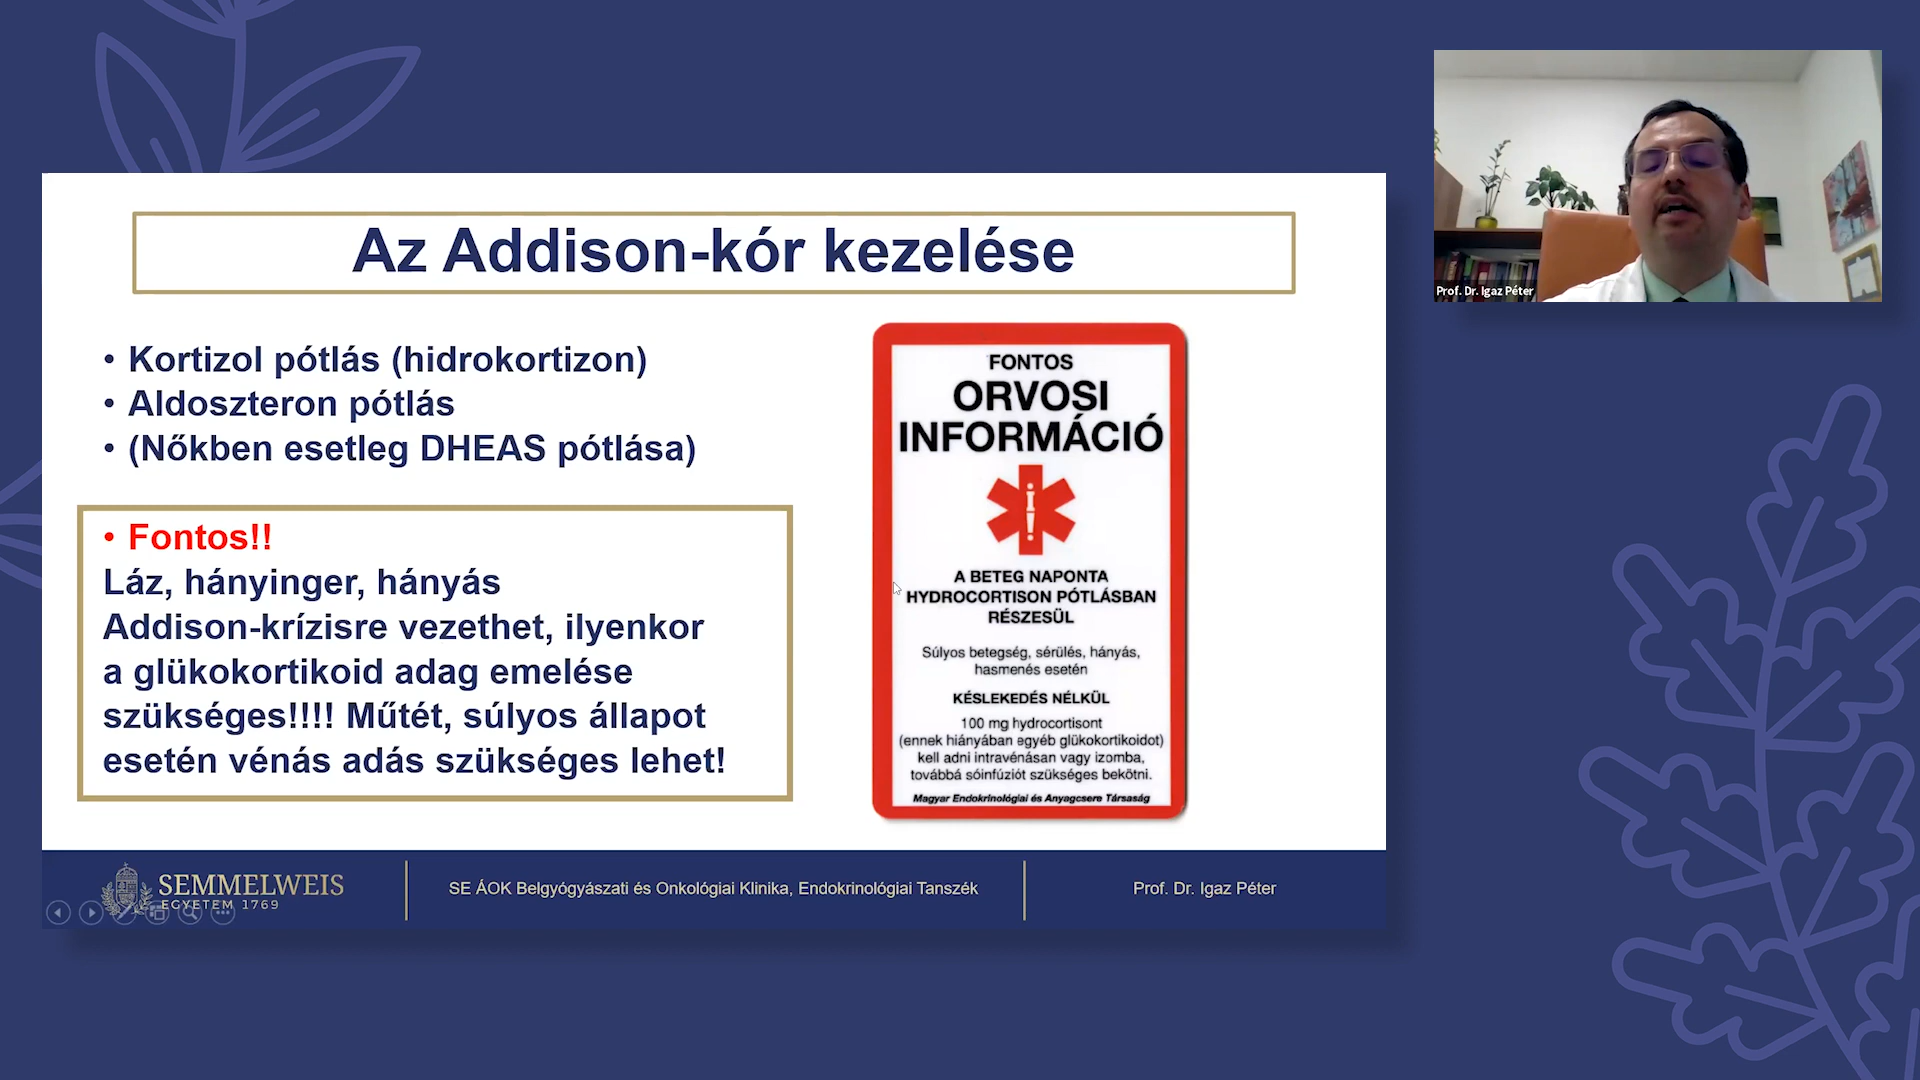 Az Addison-kór kezelése
• Kortizol pótlás (hidrokortizon)
• Aldoszteron pótlás
• (Nőkben esetleg DHEAS pótlása)
• Fontos!!
Láz, hányinger, hányás
Addison-krízisre vezethet, ilyenkor
a glükokortikoid adag emelése
szükséges!!!! Műtét, súlyos állapot
esetén vénás adás szükséges lehet!
FONTOS
ORVOSI
INFORMÁCIÓ
A BETEG NAPONTA
HYDROCORTISON PÓTLÁSBAN
RÉSZESÜL
Súlyos betegség, sérülés, hányás,
hasmenés esetén
KÉSLEKEDÉS NÉLKÜL
100 mg hydrocortisont
(ennek hiányában egyéb glükokortikoidot)
kell adni intravénásan vagy izomba,
továbbá sóinfúziót szükséges bekötni.
Magyar Endokrinológiai és Anyagcsere Társaság
SEMMELWEIS
EGYETEM 1769
SE ÁOK Belgyógyászati és Onkológiai Klinika, Endokrinológiai Tanszék
Prof. Dr. Igaz Péter
Prof. Dr. Igaz Péter